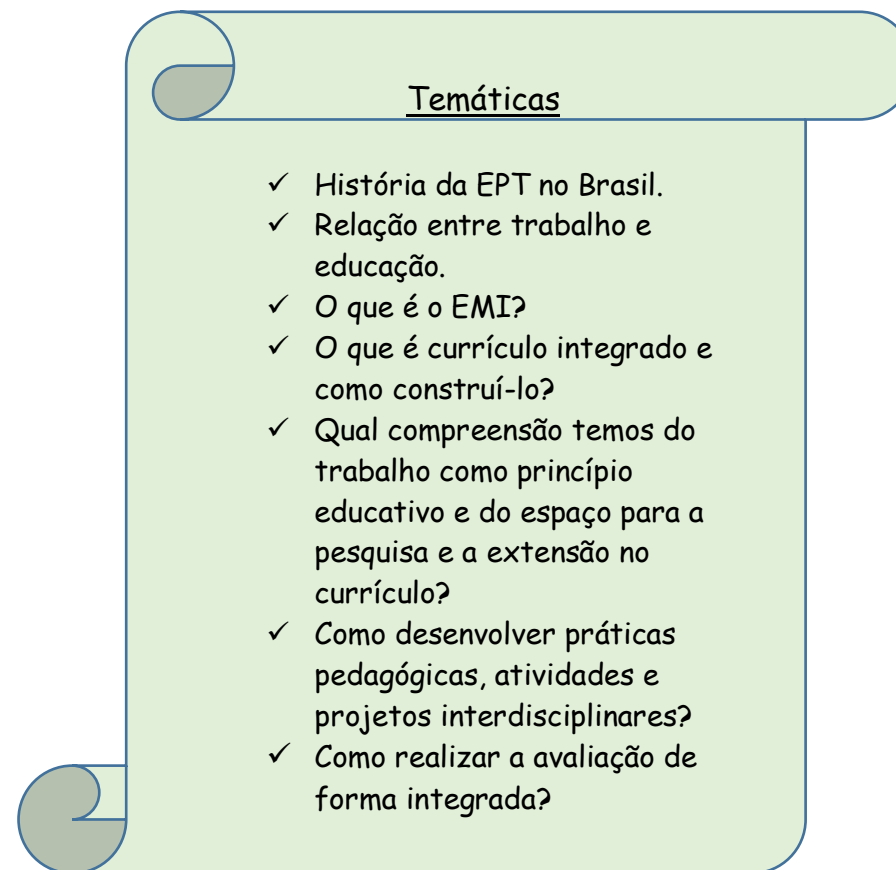 Temáticas
✓ História da EPT no Brasil.
✓ Relação entre trabalho e
educação.
✓ O que é o EMI?
✓ O que é currículo integrado e
como construí-lo?
✓ Qual compreensão temos do
trabalho como princípio
educativo e do espaço para a
pesquisa e a extensão no
currículo?
✓ Como desenvolver práticas
pedagógicas, atividades e
projetos interdisciplinares?
✓ Como realizar a avaliação de
forma integrada?